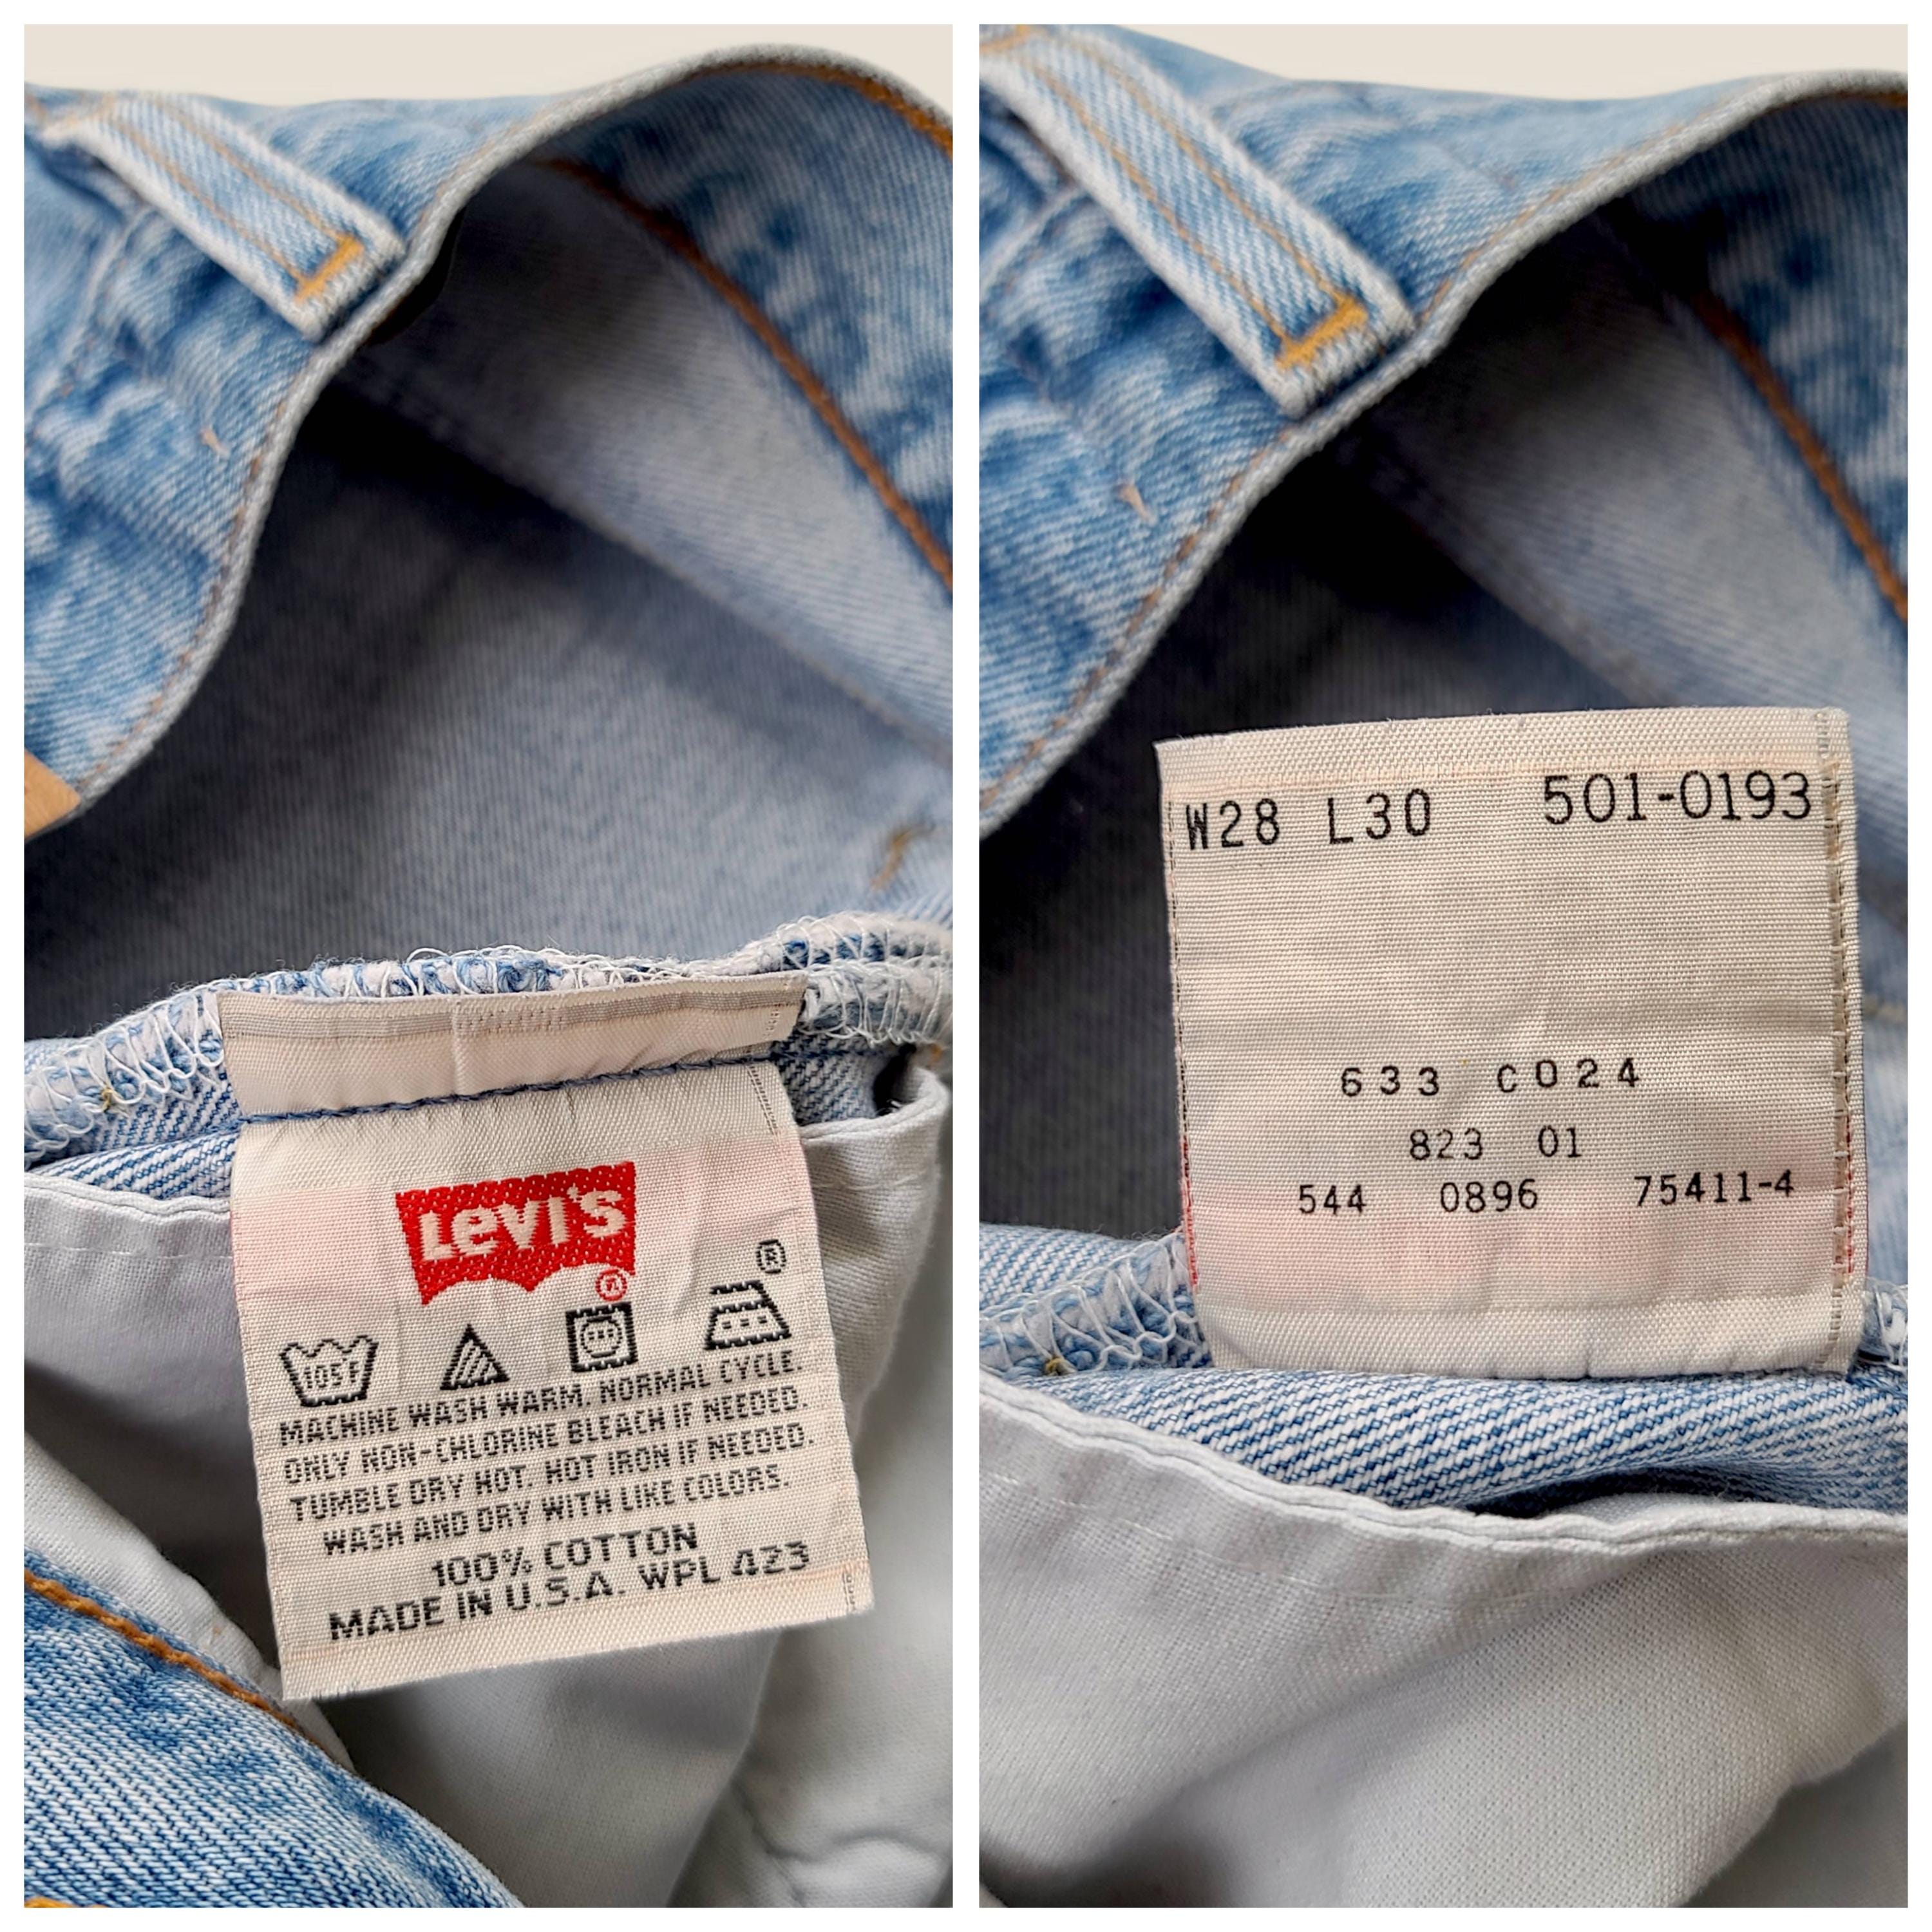 Levi's
®
®
105°F
MACHINE WASH WARM. NORMAL CYCLE.
ONLY NON-CHLORINE BLEACH IF NEEDED.
TUMBLE DRY HOT. HOT IRON IF NEEDED.
WASH AND DRY WITH LIKE COLORS.
100% COTTON
MADE IN U.S.A. WPL 423
W28 L30 501-0193
633 C024
823 01
544 0896 75411-4